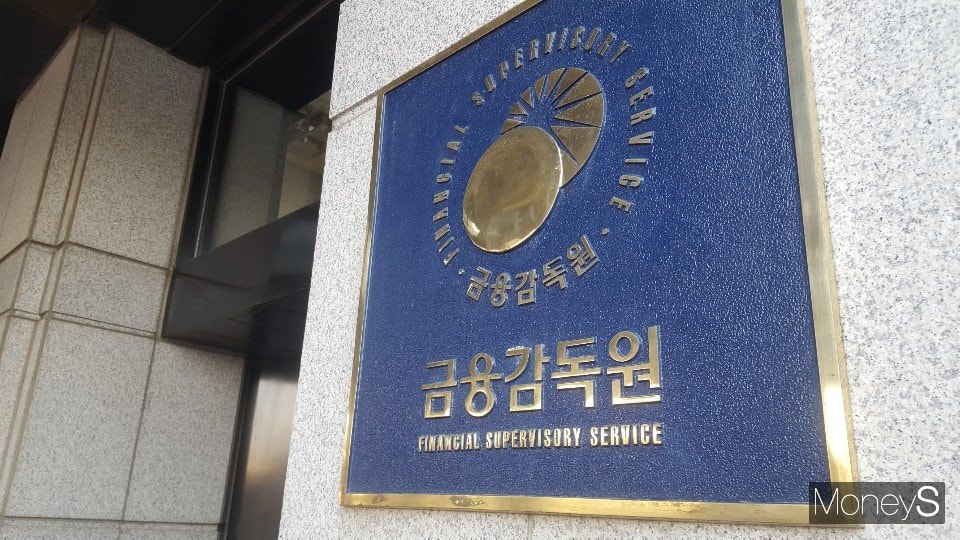 · FINANCIAL SUPERVISORY SERVICE ·
금융감독원
금융감독원
FINANCIAL SUPERVISORY SERVICE
MoneyS